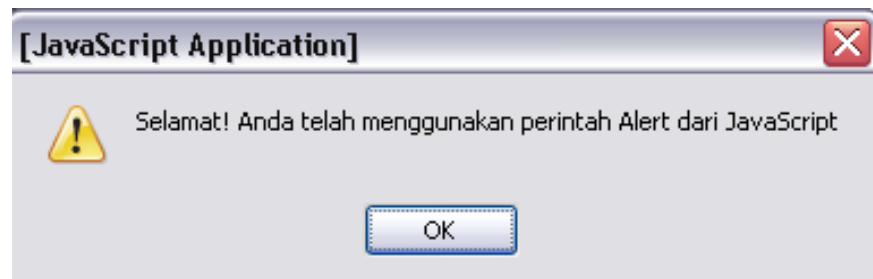 [JavaScript Application]
Selamat! Anda telah menggunakan perintah Alert dari JavaScript
OK